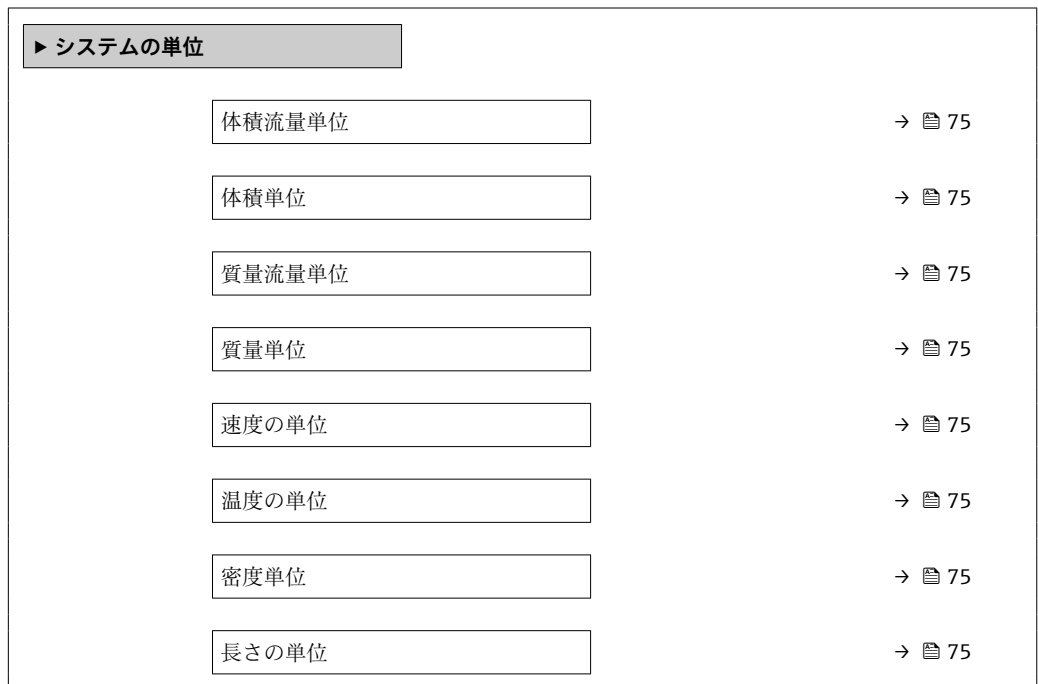 ▶ システムの単位
体積流量単位 → 🖺 75
体積単位 → 🖺 75
質量流量単位 → 🖺 75
質量単位 → 🖺 75
速度の単位 → 🖺 75
温度の単位 → 🖺 75
密度単位 → 🖺 75
長さの単位 → 🖺 75